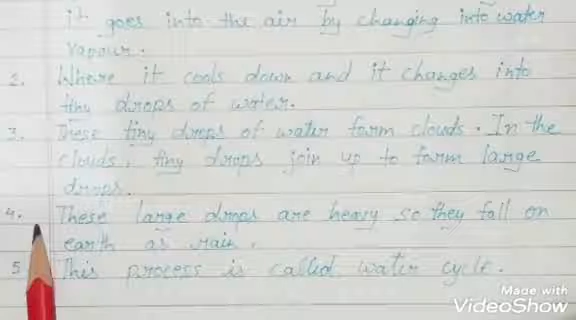 it goes into the air by changing into water
vapour.
2. Where it cools down and it changes into
tiny drops of water.
3. These tiny drops of water form clouds. In the
clouds, tiny drops join up to form large
drops.
4. These large drops are heavy so they fall on
earth as rain.
5. This process is called water cycle.
Made with
VideoShow